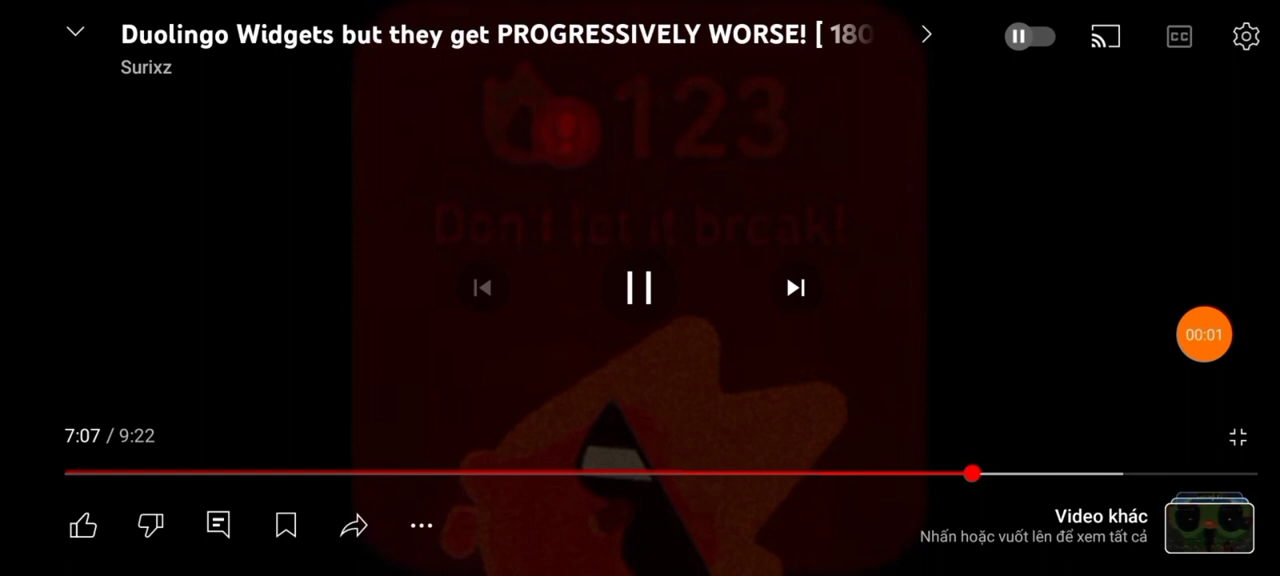 Duolingo Widgets but they get PROGRESSIVELY WORSE! [ 180
Surixz
CC
123
Don't let it break!
00:01
7:07 / 9:22
Video khác
Nhấn hoặc vuốt lên để xem tất cả